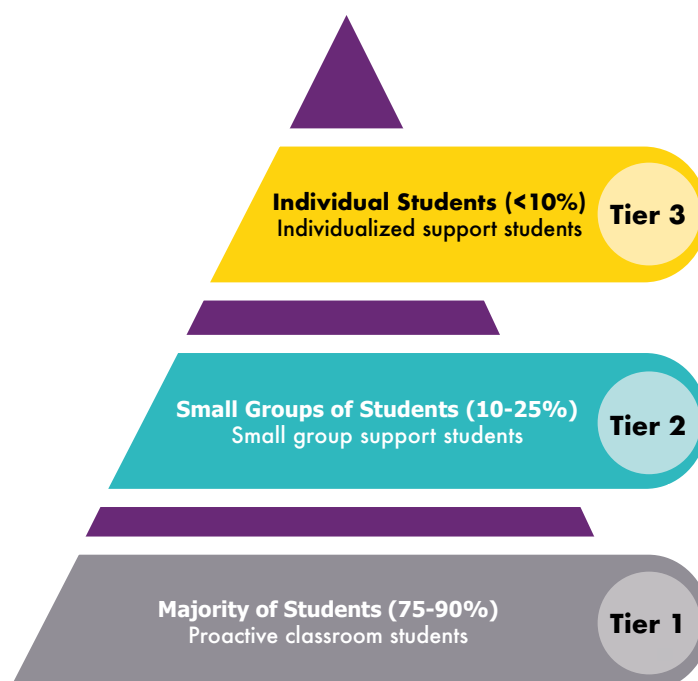 Individual Students (<10%)
Individualized support students
Tier 3
Small Groups of Students (10-25%)
Small group support students
Tier 2
Majority of Students (75-90%)
Proactive classroom students
Tier 1